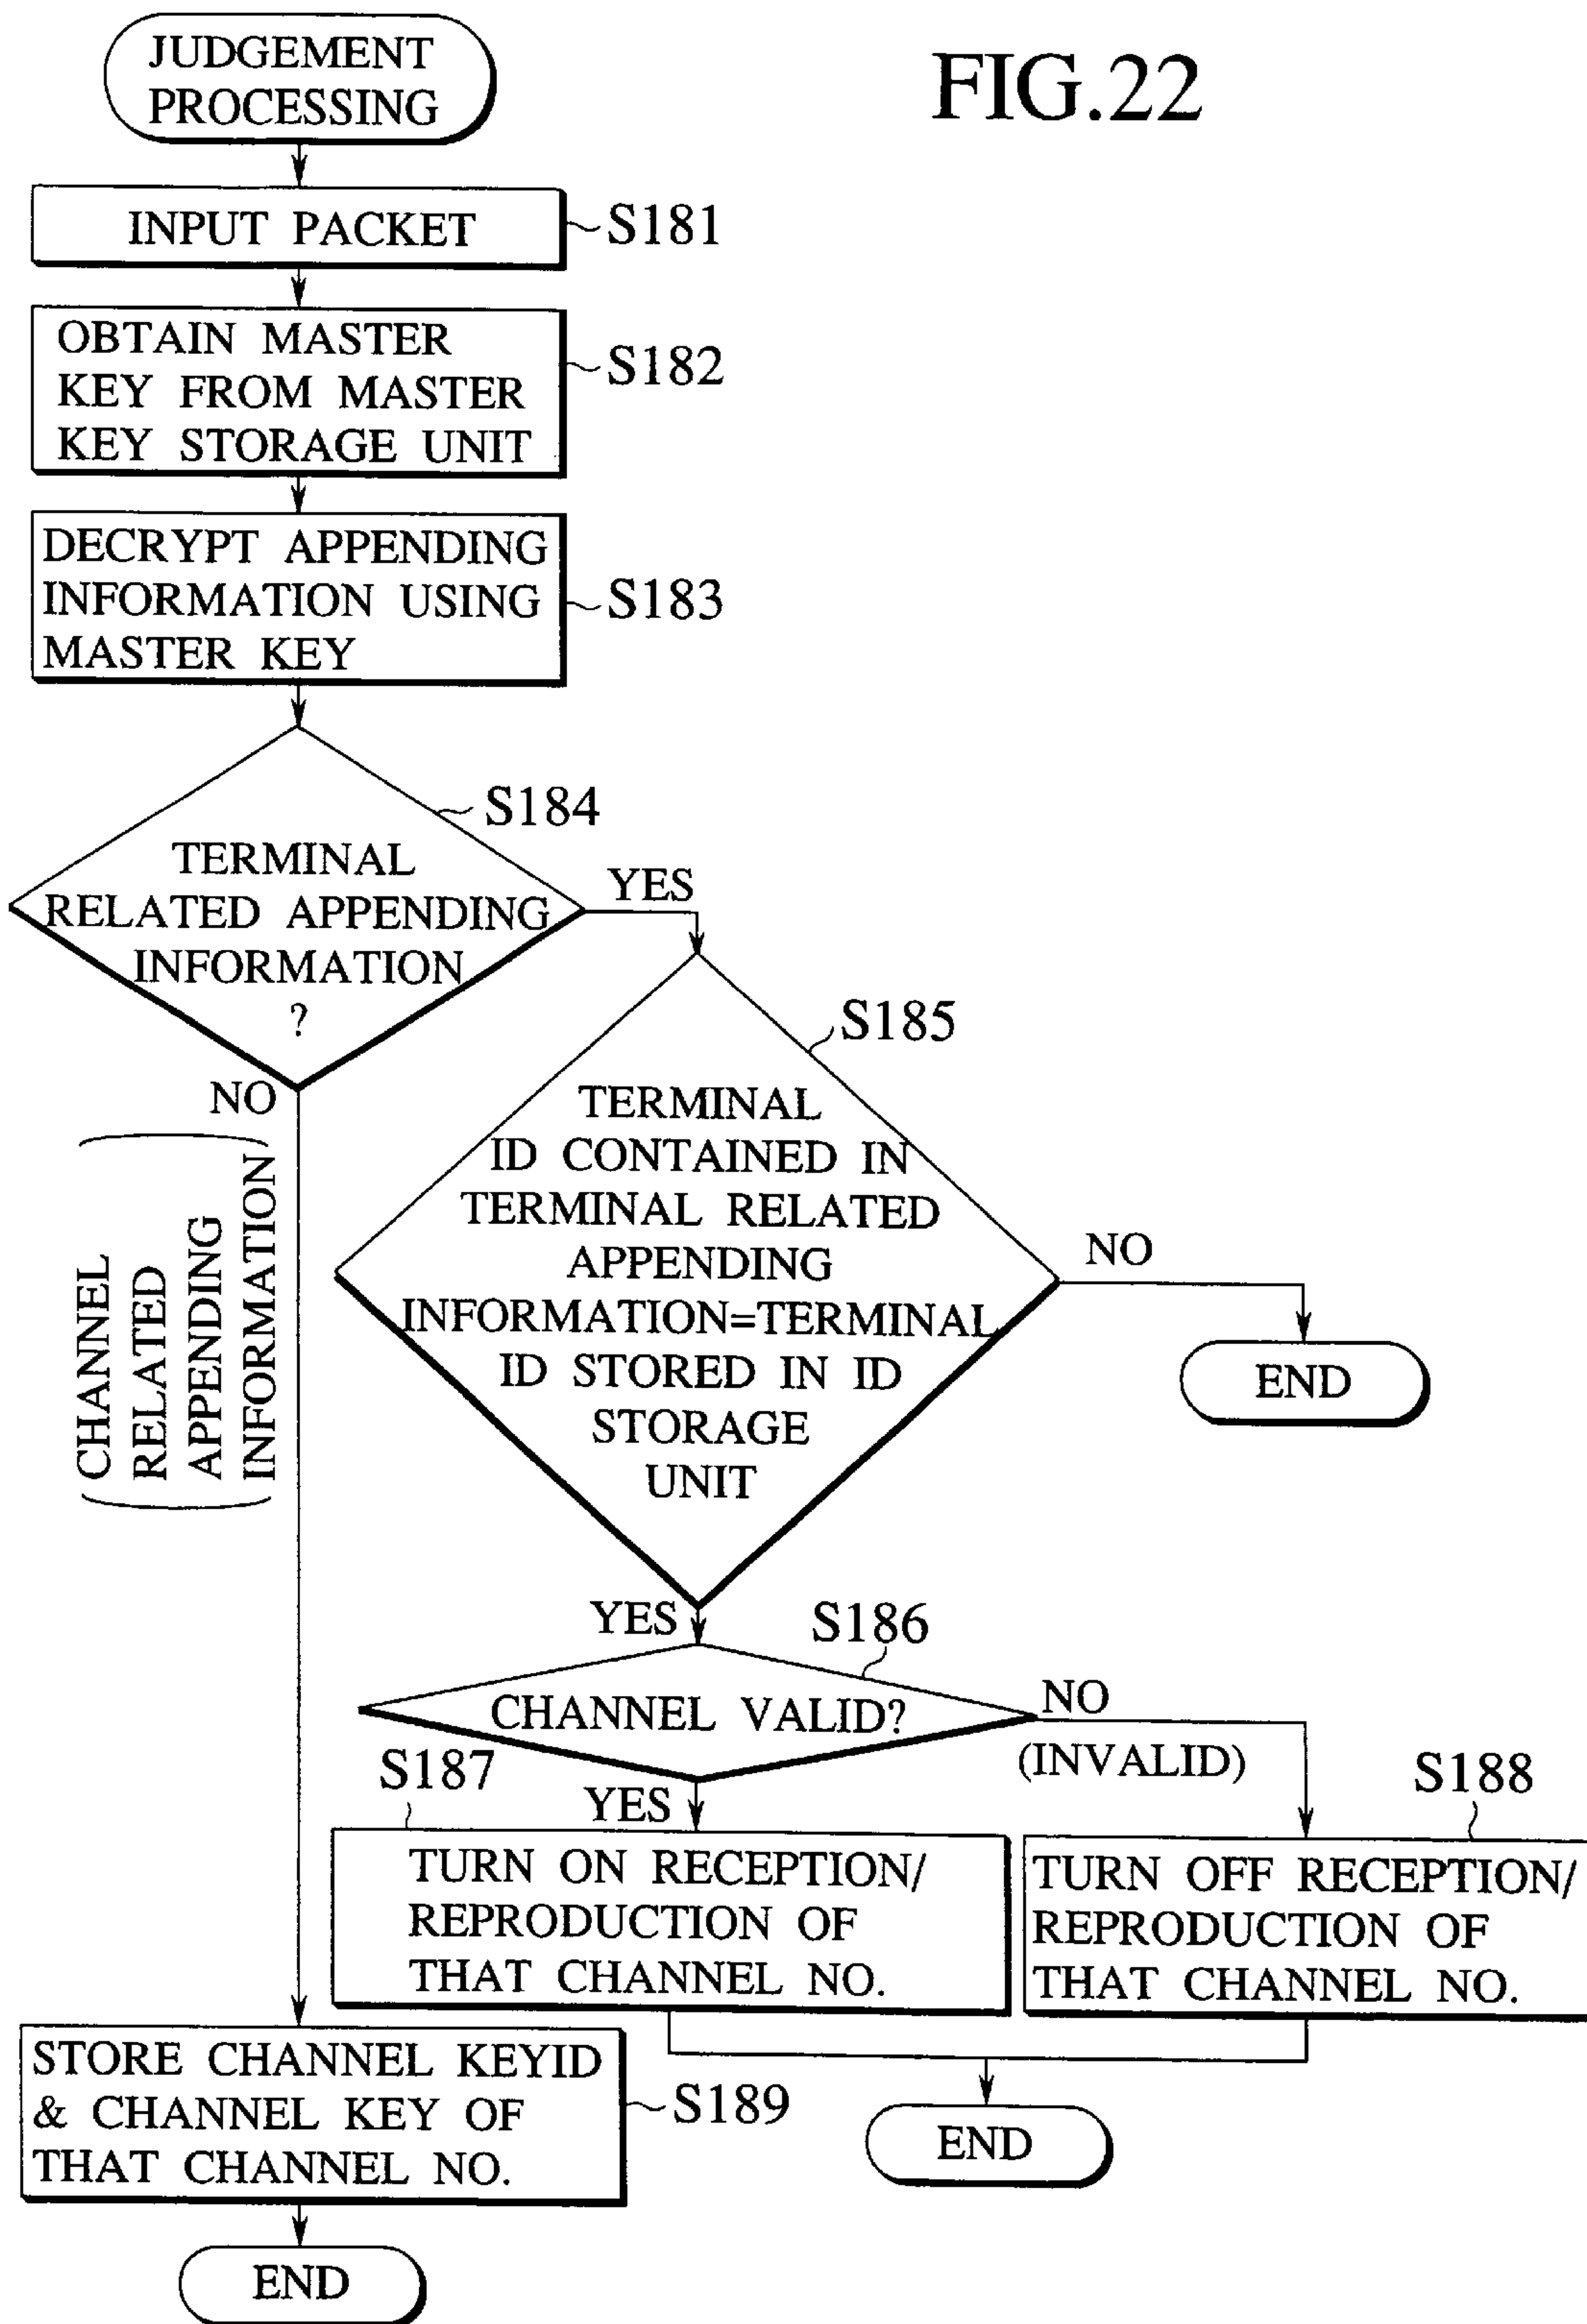 FIG.22
JUDGEMENT
PROCESSING
INPUT PACKET
S181
OBTAIN MASTER
KEY FROM MASTER
KEY STORAGE UNIT
S182
DECRYPT APPENDING
INFORMATION USING
MASTER KEY
S183
S184
TERMINAL
RELATED APPENDING
INFORMATION
?
YES
NO
(CHANNEL
RELATED
APPENDING
INFORMATION)
S185
TERMINAL
ID CONTAINED IN
TERMINAL RELATED
APPENDING
INFORMATION=TERMINAL
ID STORED IN ID
STORAGE
UNIT
NO
END
YES
S186
CHANNEL VALID?
NO
(INVALID)
S187
YES
TURN ON RECEPTION/
REPRODUCTION OF
THAT CHANNEL NO.
S188
TURN OFF RECEPTION/
REPRODUCTION OF
THAT CHANNEL NO.
END
STORE CHANNEL KEYID
& CHANNEL KEY OF
THAT CHANNEL NO.
S189
END